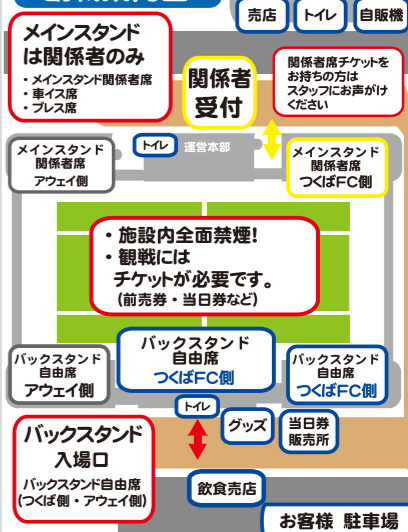 売店
トイレ
自販機
メインスタンド
は関係者のみ
・メインスタンド関係者席
・車イス席
・プレス席
関係者
受付
関係者席チケットを
お持ちの方は
スタッフにお声がけ
ください
トイレ
運営本部
メインスタンド
関係者席
アウェイ側
メインスタンド
関係者席
つくばFC側
・施設内全面禁煙!
・観戦には
チケットが必要です。
(前売券・当日券など)
バックスタンド
自由席
アウェイ側
バックスタンド
自由席
つくばFC側
バックスタンド
自由席
つくばFC側
トイレ
グッズ
当日券
販売所
バックスタンド
入場口
バックスタンド自由席
(つくば側・アウェイ側)
飲食売店
お客様 駐車場